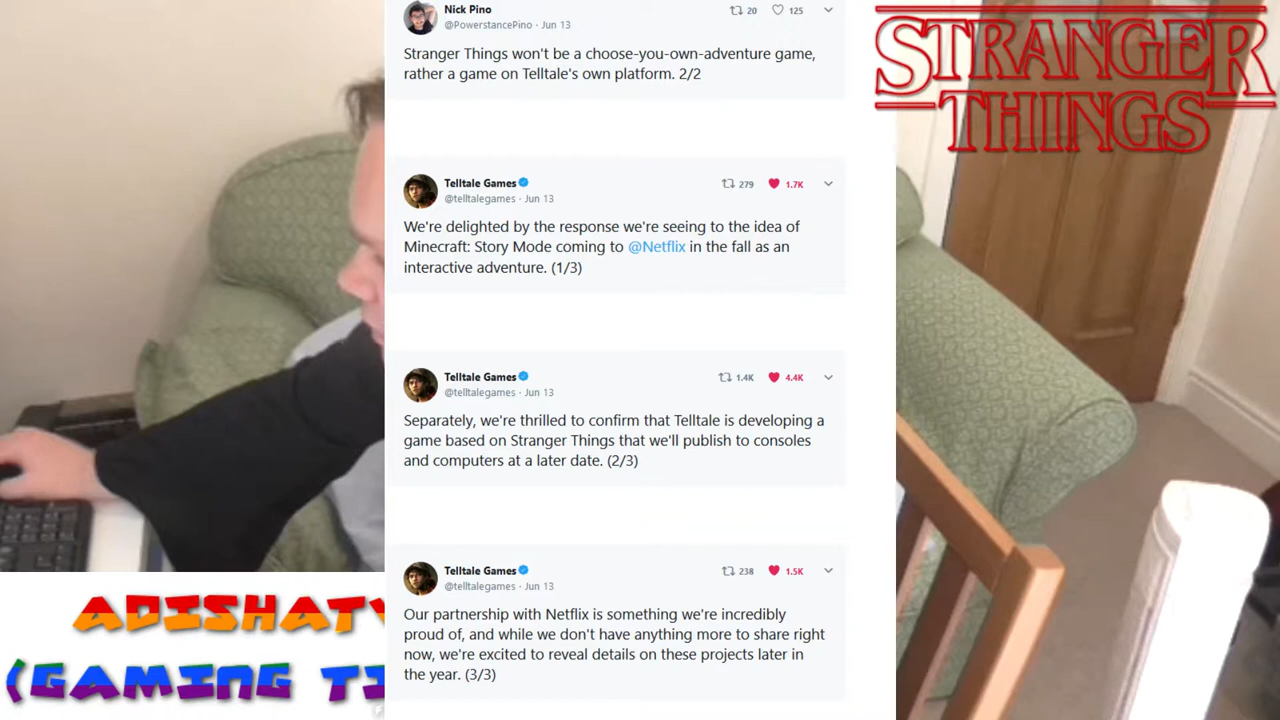 Nick Pino
@PowerstancePino · Jun 13
20
125
Stranger Things won't be a choose-you-own-adventure game,
rather a game on Telltale's own platform. 2/2
STRANGER
THINGS
Telltale Games
@telltalegames · Jun 13
279
1.7K
We're delighted by the response we're seeing to the idea of
Minecraft: Story Mode coming to @Netflix in the fall as an
interactive adventure. (1/3)
Telltale Games
@telltalegames · Jun 13
1.4K
4.4K
Separately, we're thrilled to confirm that Telltale is developing a
game based on Stranger Things that we'll publish to consoles
and computers at a later date. (2/3)
Telltale Games
@telltalegames · Jun 13
238
1.5K
Our partnership with Netflix is something we're incredibly
proud of, and while we don't have anything more to share right
now, we're excited to reveal details on these projects later in
the year. (3/3)
ADISHATV
(GAMING TI